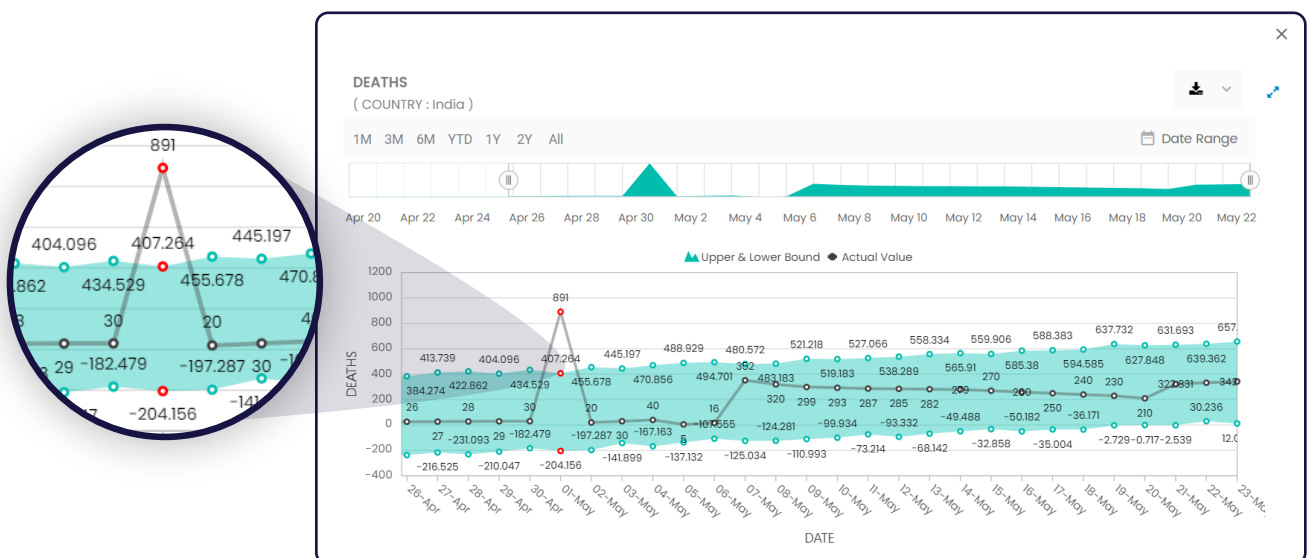 DEATHS
( COUNTRY : India )
1M 3M 6M YTD 1Y 2Y All
Date Range
Apr 20 Apr 22 Apr 24 Apr 26 Apr 28 Apr 30 May 2 May 4 May 6 May 8 May 10 May 12 May 14 May 16 May 18 May 20 May 22
Upper & Lower Bound Actual Value
891
404.096 407.264 445.197
434.529 455.678
30 20
29 -182.479 -197.287 30
-204.156
DEATHS
1200
1000
800
600
400
200
0
-200
-400
891
413.739 404.096 407.264 445.197 488.929 480.572 521.218 527.066 558.334 559.906 588.383 637.732 631.693 657.
384.274 422.862 434.529 455.678 470.856 494.701 483.183 519.183 538.289 565.91 585.38 594.585 627.848 639.362
26 27 28 29 30 20 30 40 5 16 392 320 299 293 287 285 282 270 250 240 230 210
-216.525 -231.093 -210.047 -182.479 -204.156 -197.287 -141.899 -167.163 -137.132 -125.034 -124.281 -110.993 -99.934 -73.214 -93.332 -68.142 -49.488 -32.858 -50.182 -35.004 -36.171 -2.729 -0.717 -2.539 30.236
26-Apr 27-Apr 28-Apr 29-Apr 30-Apr 01-May 02-May 03-May 04-May 05-May 06-May 07-May 08-May 09-May 10-May 11-May 12-May 13-May 14-May 15-May 16-May 17-May 18-May 19-May 20-May 21-May 22-May
DATE